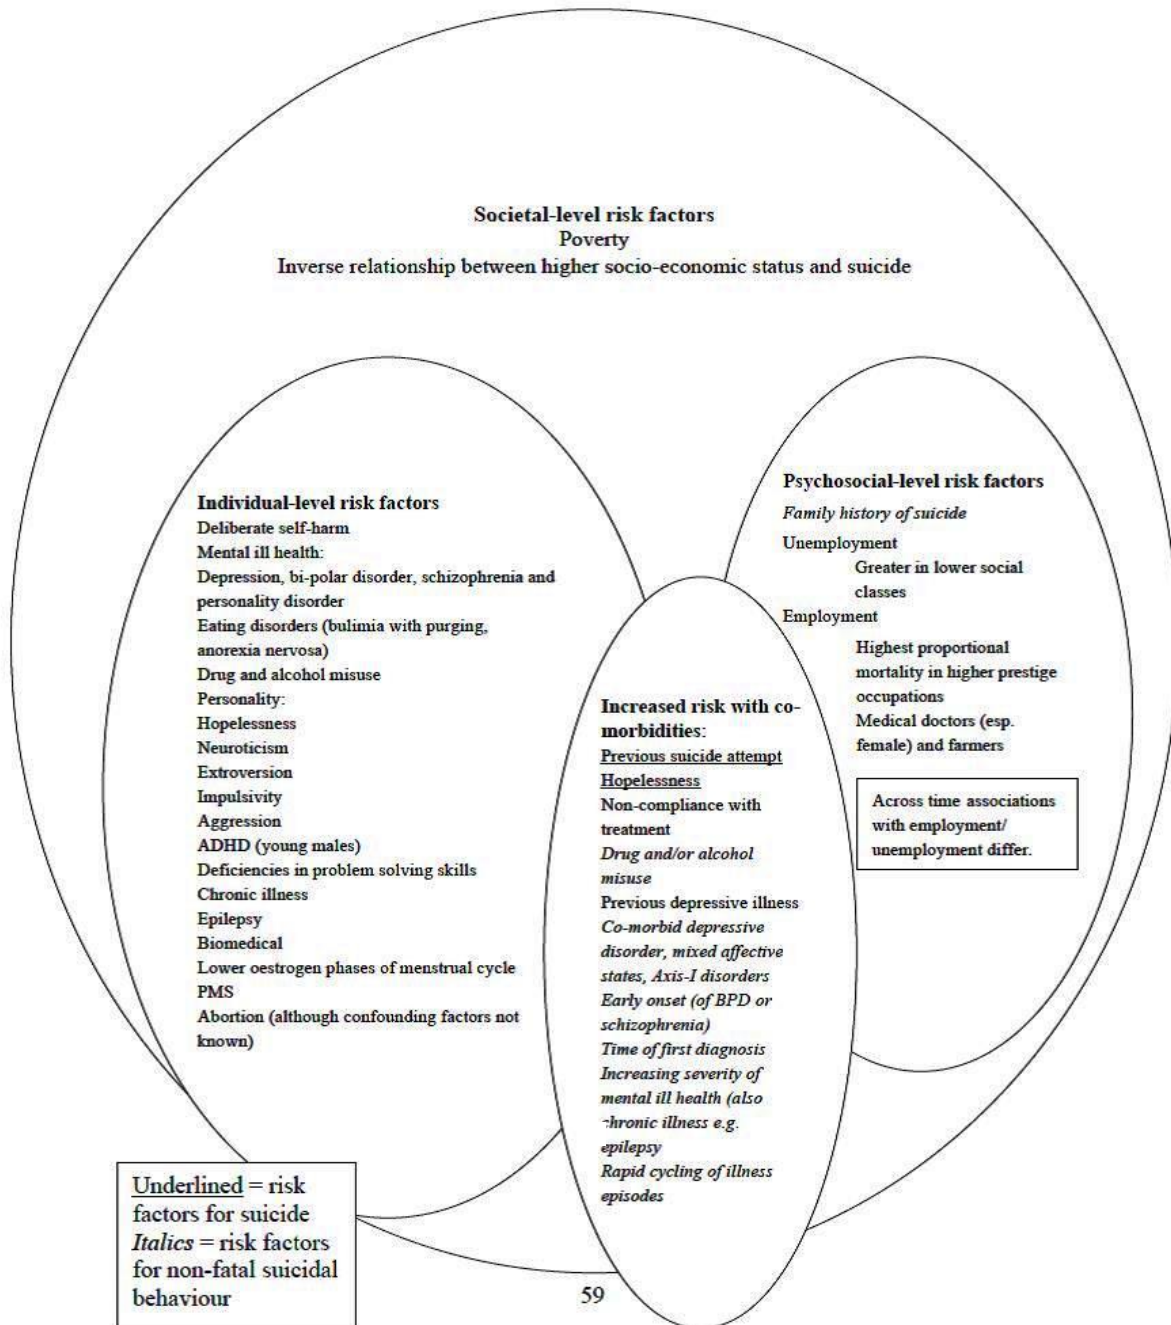 Societal-level risk factors
Poverty
Inverse relationship between higher socio-economic status and suicide
Individual-level risk factors
Deliberate self-harm
Mental ill health:
Depression, bi-polar disorder, schizophrenia and
personality disorder
Eating disorders (bulimia with purging,
anorexia nervosa)
Drug and alcohol misuse
Personality:
Hopelessness
Neuroticism
Extroversion
Impulsivity
Aggression
ADHD (young males)
Deficiencies in problem solving skills
Chronic illness
Epilepsy
Biomedical
Lower oestrogen phases of menstrual cycle
PMS
Abortion (although confounding factors not
known)
Psychosocial-level risk factors
Family history of suicide
Unemployment
Greater in lower social
classes
Employment
Highest proportional
mortality in higher prestige
occupations
Medical doctors (esp.
female) and farmers
Across time associations
with employment/
unemployment differ.
Increased risk with co-
morbidities:
Previous suicide attempt
Hopelessness
Non-compliance with
treatment
Drug and/or alcohol
misuse
Previous depressive illness
Co-morbid depressive
disorder, mixed affective
states, Axis-I disorders
Early onset (of BPD or
schizophrenia)
Time of first diagnosis
Increasing severity of
mental ill health (also
chronic illness e.g.
epilepsy
Rapid cycling of illness
episodes
Underlined = risk
factors for suicide
Italics = risk factors
for non-fatal suicidal
behaviour
59